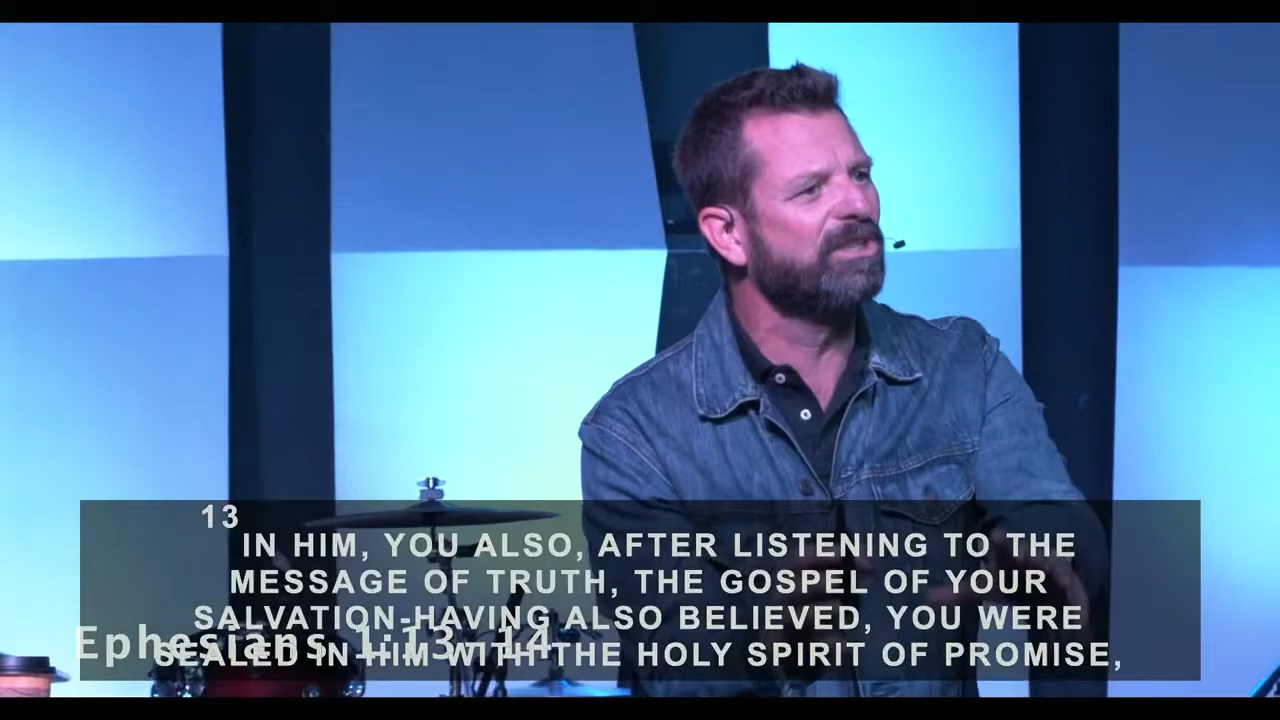 13
IN HIM, YOU ALSO, AFTER LISTENING TO THE
MESSAGE OF TRUTH, THE GOSPEL OF YOUR
SALVATION-HAVING ALSO BELIEVED, YOU WERE
SEALED IN HIM WITH THE HOLY SPIRIT OF PROMISE,
Ephesians 1:13, 14